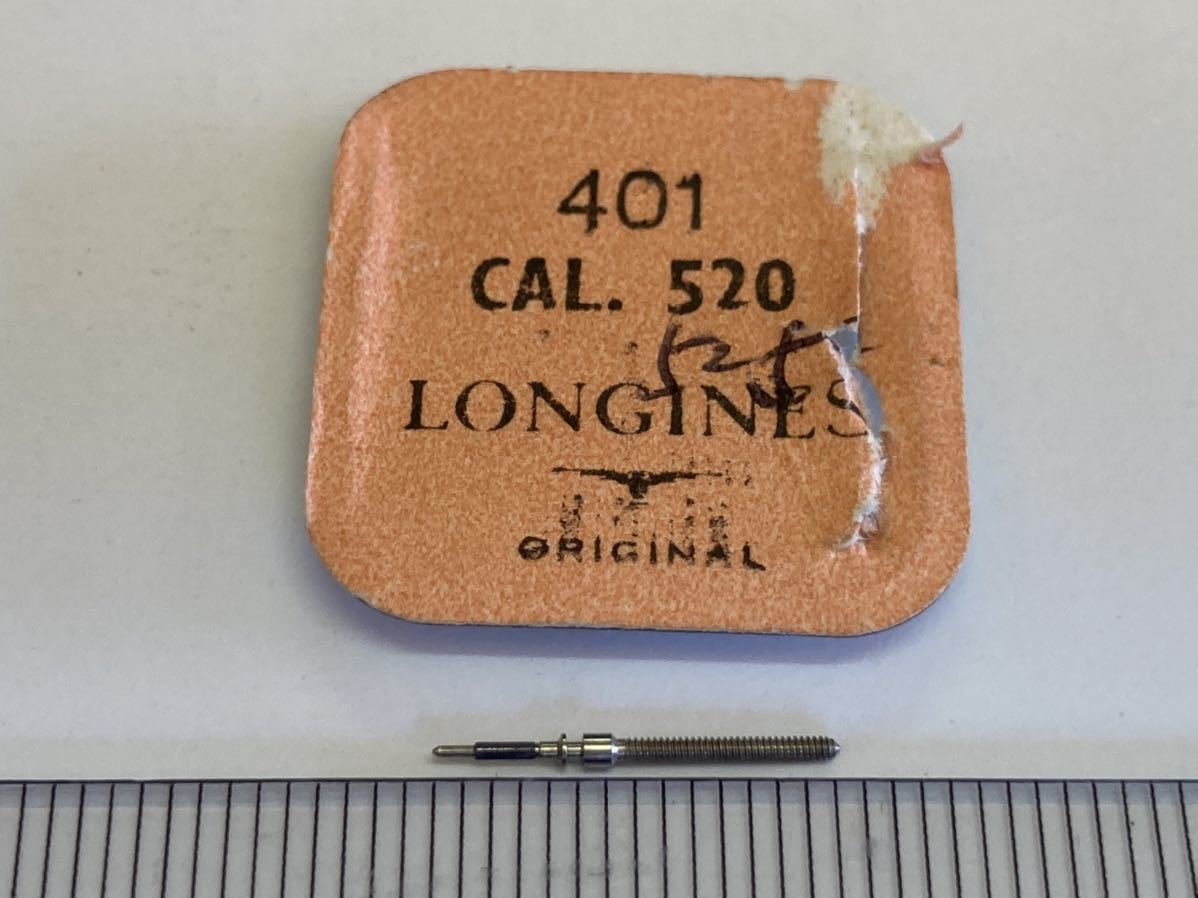 401
CAL. 520
LONGINES
ORIGINAL